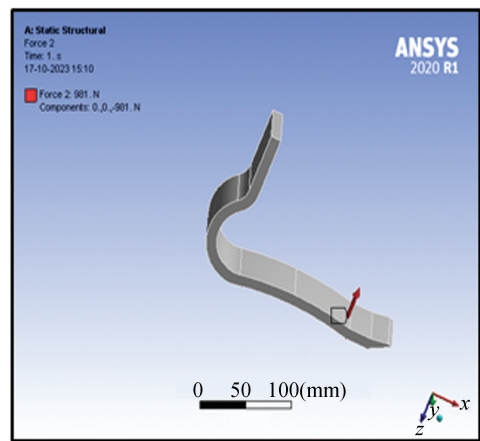 A: Static Structural
Force 2
Time: 1. s
17-10-2023 15:10
Force 2: 981. N
Components: 0.,0.,-981. N
ANSYS
2020 R1
0 50 100(mm)
x
y
z